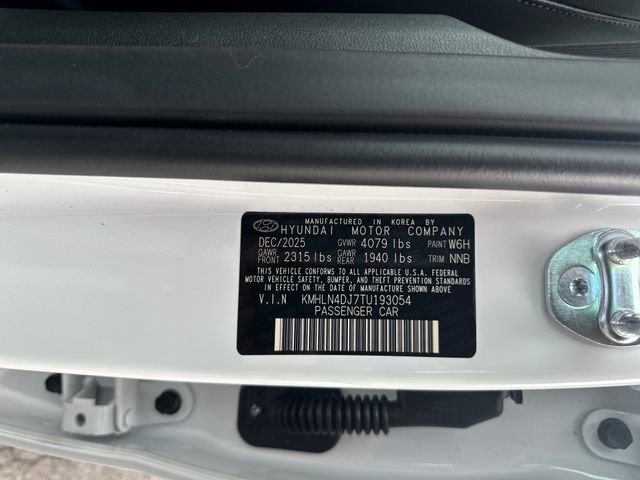 MANUFACTURED IN KOREA BY
HYUNDAI MOTOR COMPANY
DEC/2025 GVWR 4079 lbs PAINT W6H
GAWR FRONT 2315 lbs GAWR REAR 1940 lbs TRIM NNB
THIS VEHICLE CONFORMS TO ALL APPLICABLE U.S.A. FEDERAL
MOTOR VEHICLE SAFETY, BUMPER, AND THEFT PREVENTION STANDARDS
IN EFFECT ON THE DATE OF MANUFACTURE SHOWN ABOVE.
V.I.N KMHLN4DJ7TU193054
PASSENGER CAR